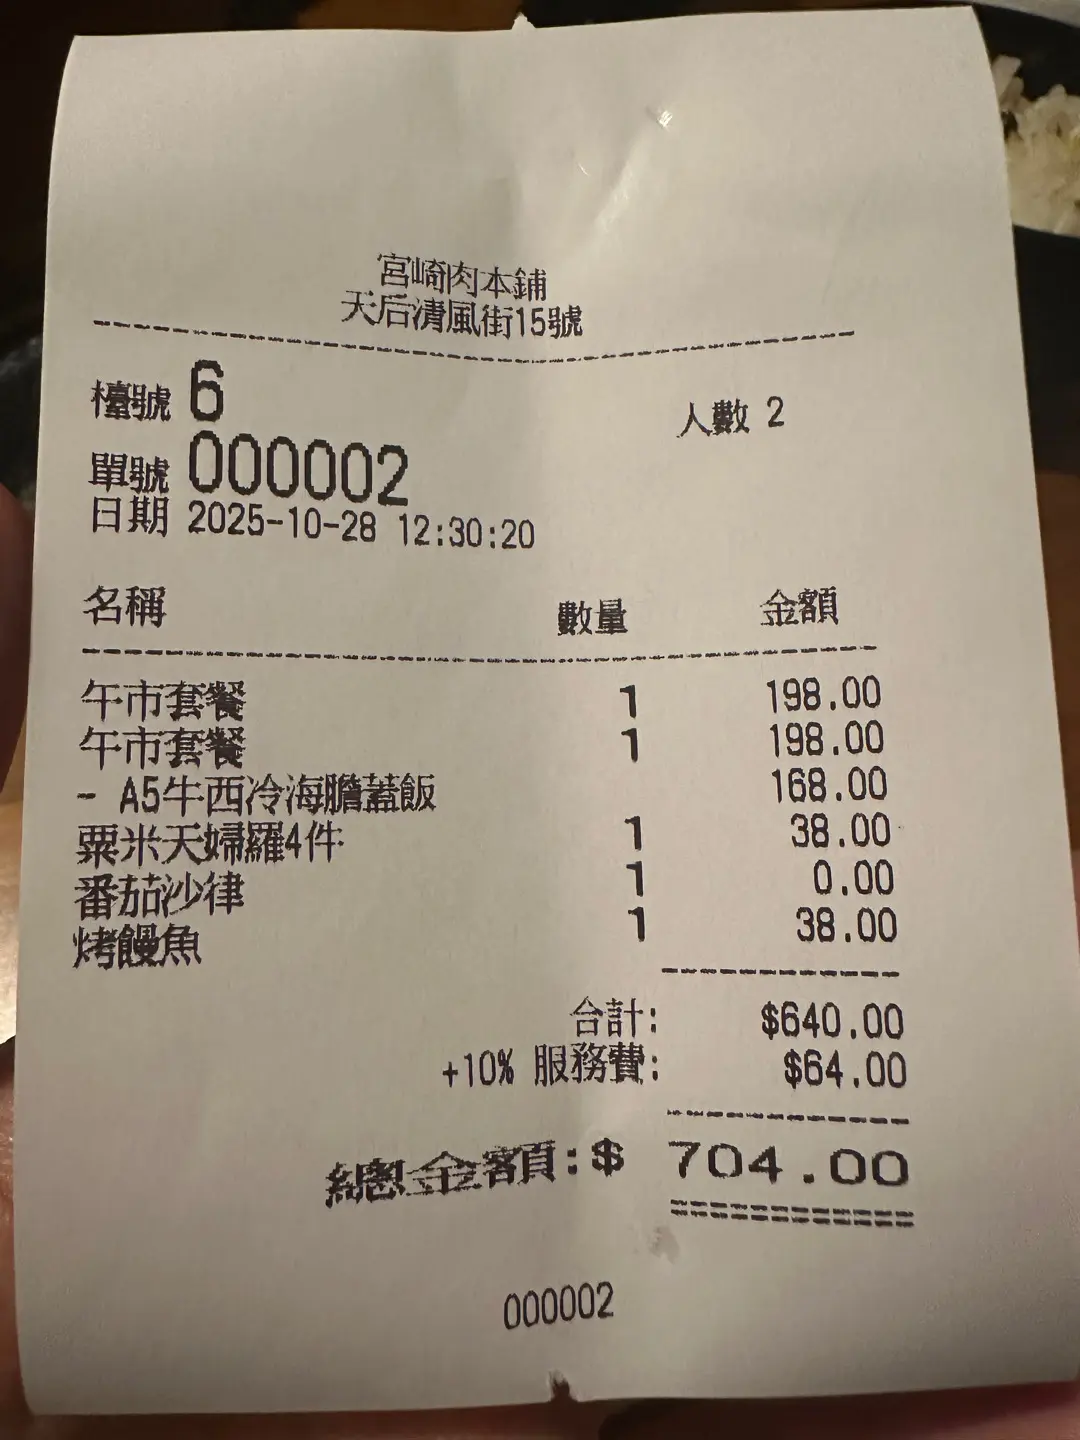 宮崎肉本鋪
天后清風街15號
檯號 6 人數 2
單號 000002
日期 2025-10-28 12:30:20
名稱 數量 金額
午市套餐 1 198.00
午市套餐 1 198.00
- A5牛西冷海膽蓋飯 168.00
粟米天婦羅4件 1 38.00
番茄沙律 1 0.00
烤饅魚 1 38.00
合計: $640.00
+10% 服務費: $64.00
總金額:$ 704.00
000002